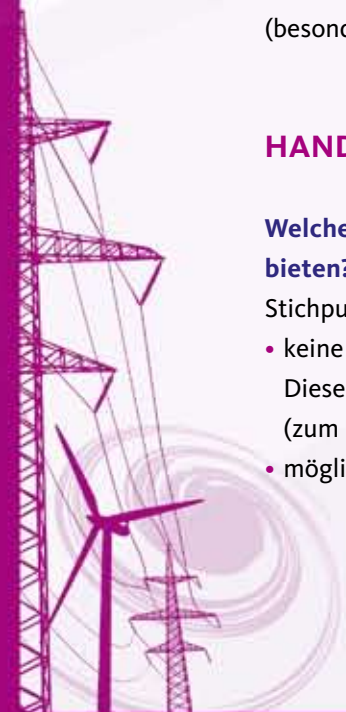 (besond
HAND
Welche
bieten?
Stichpu
• keine
Diese
(zum
• mögli